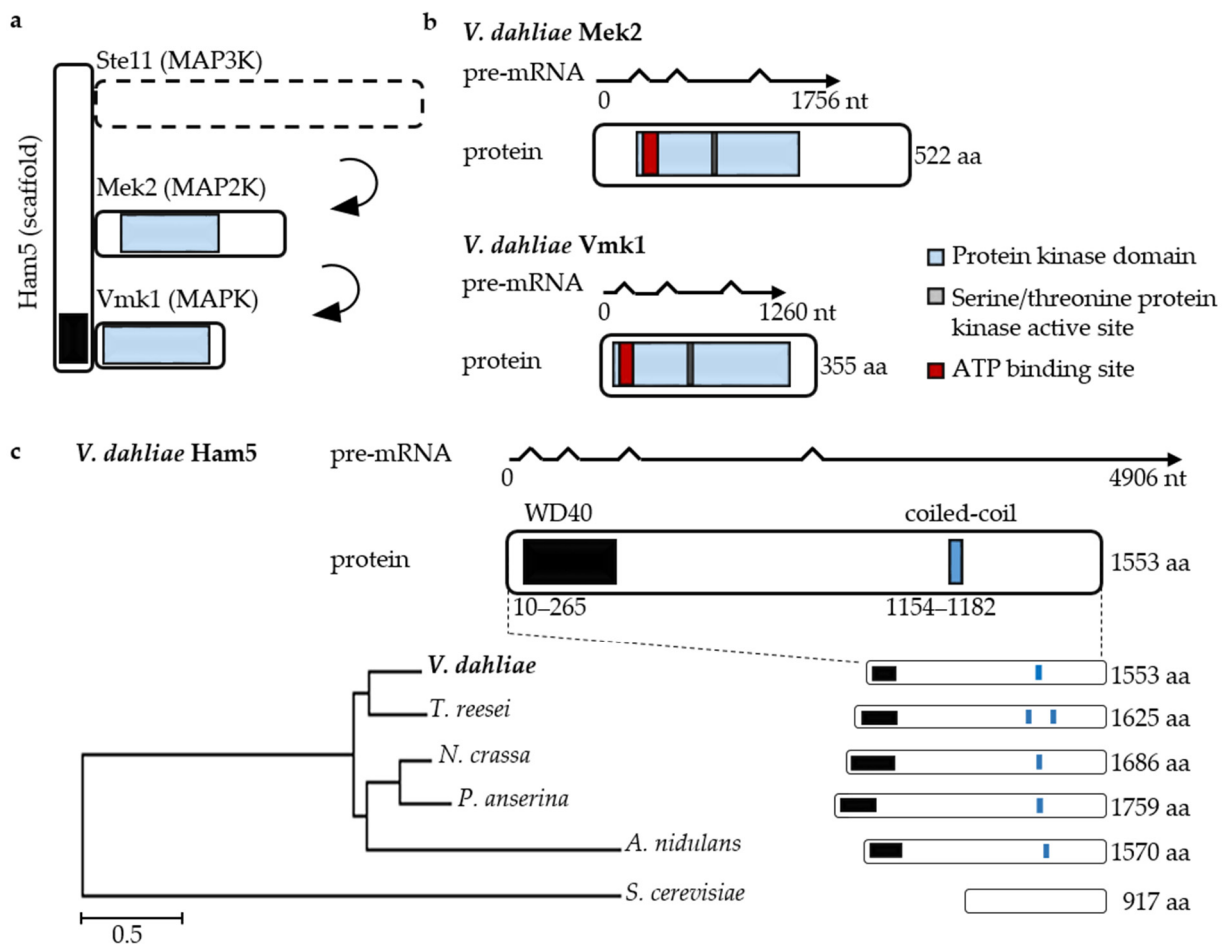 a
Ste11 (MAP3K)
Ham5 (scaffold)
Mek2 (MAP2K)
Vmk1 (MAPK)
b
V. dahliae Mek2
pre-mRNA
0
1756 nt
protein
522 aa
V. dahliae Vmk1
pre-mRNA
0
1260 nt
protein
355 aa
Protein kinase domain
Serine/threonine protein
kinase active site
ATP binding site
c
V. dahliae Ham5
pre-mRNA
0
4906 nt
WD40
coiled-coil
protein
1553 aa
10–265
1154–1182
V. dahliae
1553 aa
T. reesei
1625 aa
N. crassa
1686 aa
P. anserina
1759 aa
A. nidulans
1570 aa
S. cerevisiae
917 aa
0.5